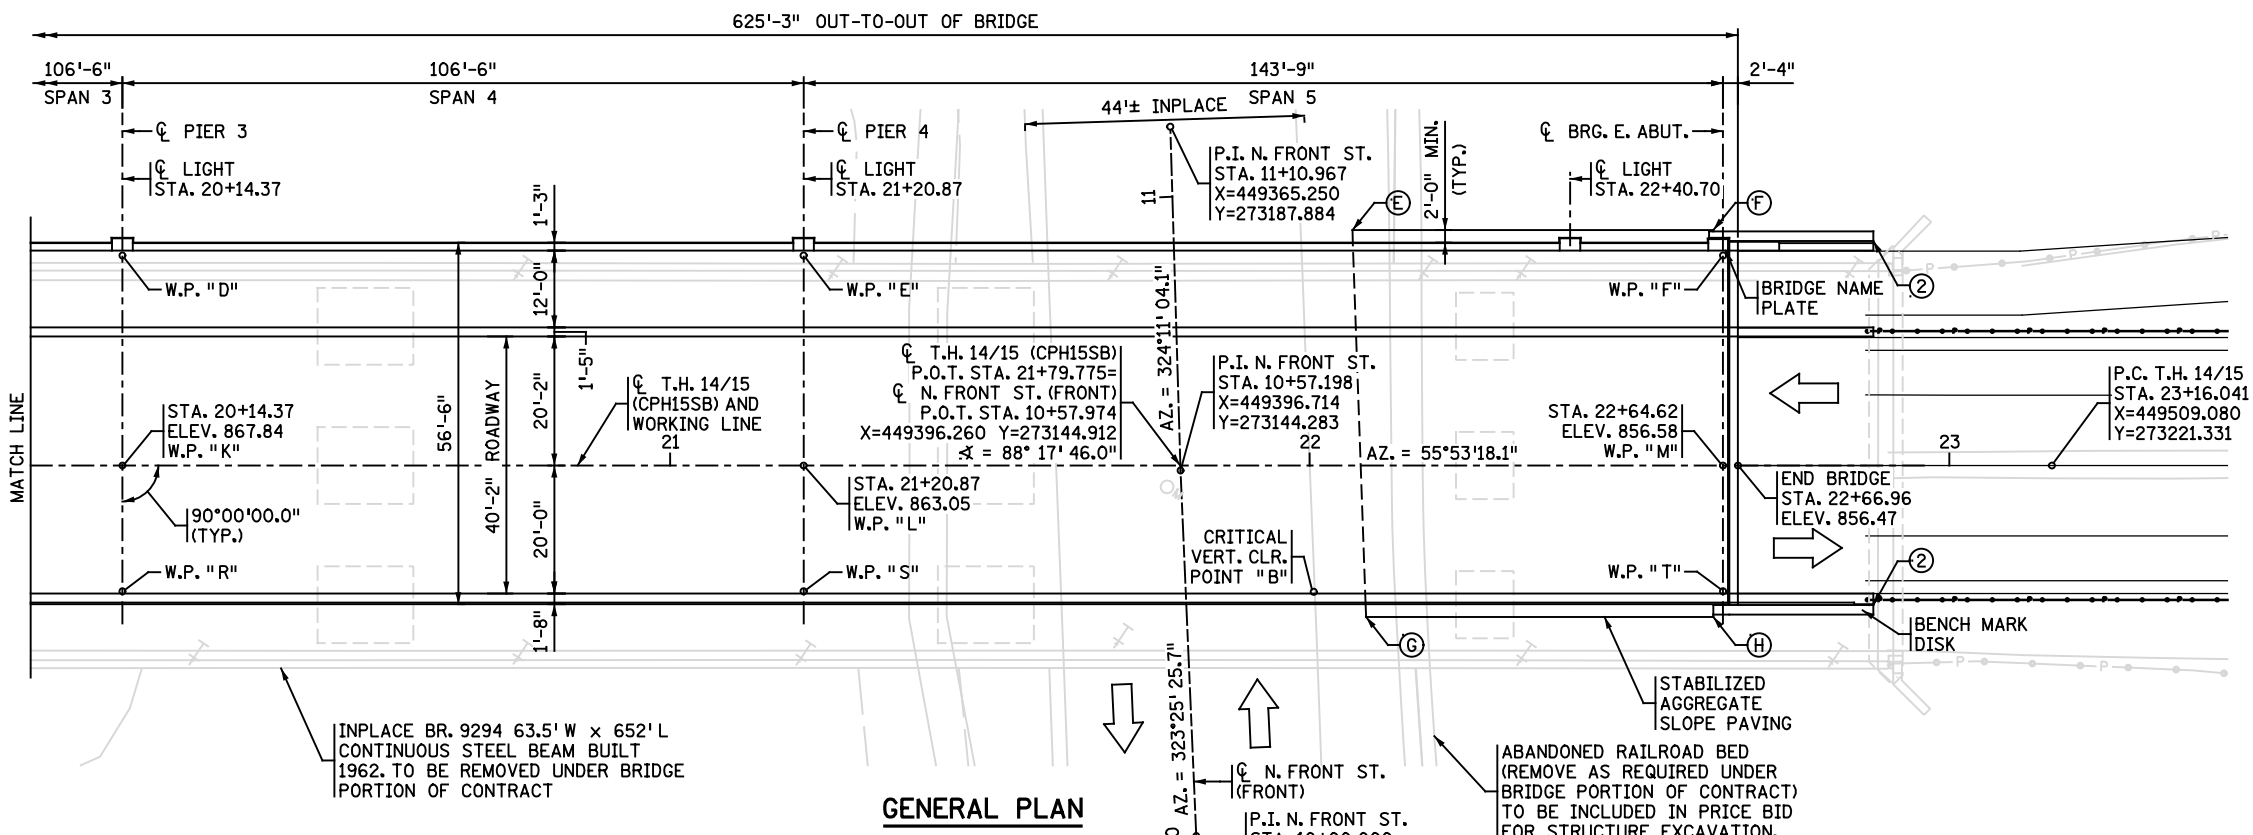 625'-3" OUT-TO-OUT OF BRIDGE
106'-6"
SPAN 3
106'-6"
SPAN 4
143'-9"
SPAN 5
2'-4"
℄ PIER 3
℄ LIGHT
STA. 20+14.37
℄ PIER 4
℄ LIGHT
STA. 21+20.87
44'± INPLACE
11
P.I. N. FRONT ST.
STA. 11+10.967
X=449365.250
Y=273187.884
2'-0" MIN.
(TYP.)
℄ BRG. E. ABUT.
℄ LIGHT
STA. 22+40.70
E
F
1'-3"
12'-0"
1'-5"
20'-2"
20'-0"
1'-8"
56'-6"
40'-2" ROADWAY
MATCH LINE
W.P. "D"
W.P. "E"
W.P. "F"
BRIDGE NAME
PLATE
2
AZ. = 324°11' 04.1"
℄ T.H. 14/15
(CPH15SB) AND
WORKING LINE
21
℄ T.H. 14/15 (CPH15SB)
P.O.T. STA. 21+79.775=
℄ N. FRONT ST. (FRONT)
P.O.T. STA. 10+57.974
X=449396.260 Y=273144.912
∢ = 88° 17' 46.0"
P.I. N. FRONT ST.
STA. 10+57.198
X=449396.714
Y=273144.283
22
AZ. = 55°53'18.1"
STA. 22+64.62
ELEV. 856.58
W.P. "M"
P.C. T.H. 14/15
STA. 23+16.041
X=449509.080
Y=273221.331
23
STA. 20+14.37
ELEV. 867.84
W.P. "K"
90°00'00.0"
(TYP.)
STA. 21+20.87
ELEV. 863.05
W.P. "L"
END BRIDGE
STA. 22+66.96
ELEV. 856.47
CRITICAL
VERT. CLR.
POINT "B"
W.P. "R"
W.P. "S"
W.P. "T"
2
G
H
BENCH MARK
DISK
STABILIZED
AGGREGATE
SLOPE PAVING
INPLACE BR. 9294 63.5' W x 652' L
CONTINUOUS STEEL BEAM BUILT
1962. TO BE REMOVED UNDER BRIDGE
PORTION OF CONTRACT
AZ. = 323°25' 25.7"
℄ N. FRONT ST.
(FRONT)
ABANDONED RAILROAD BED
(REMOVE AS REQUIRED UNDER
BRIDGE PORTION OF CONTRACT)
TO BE INCLUDED IN PRICE BID
FOR STRUCTURE EXCAVATION.
GENERAL PLAN
P.I. N. FRONT ST.
P
P
P
P